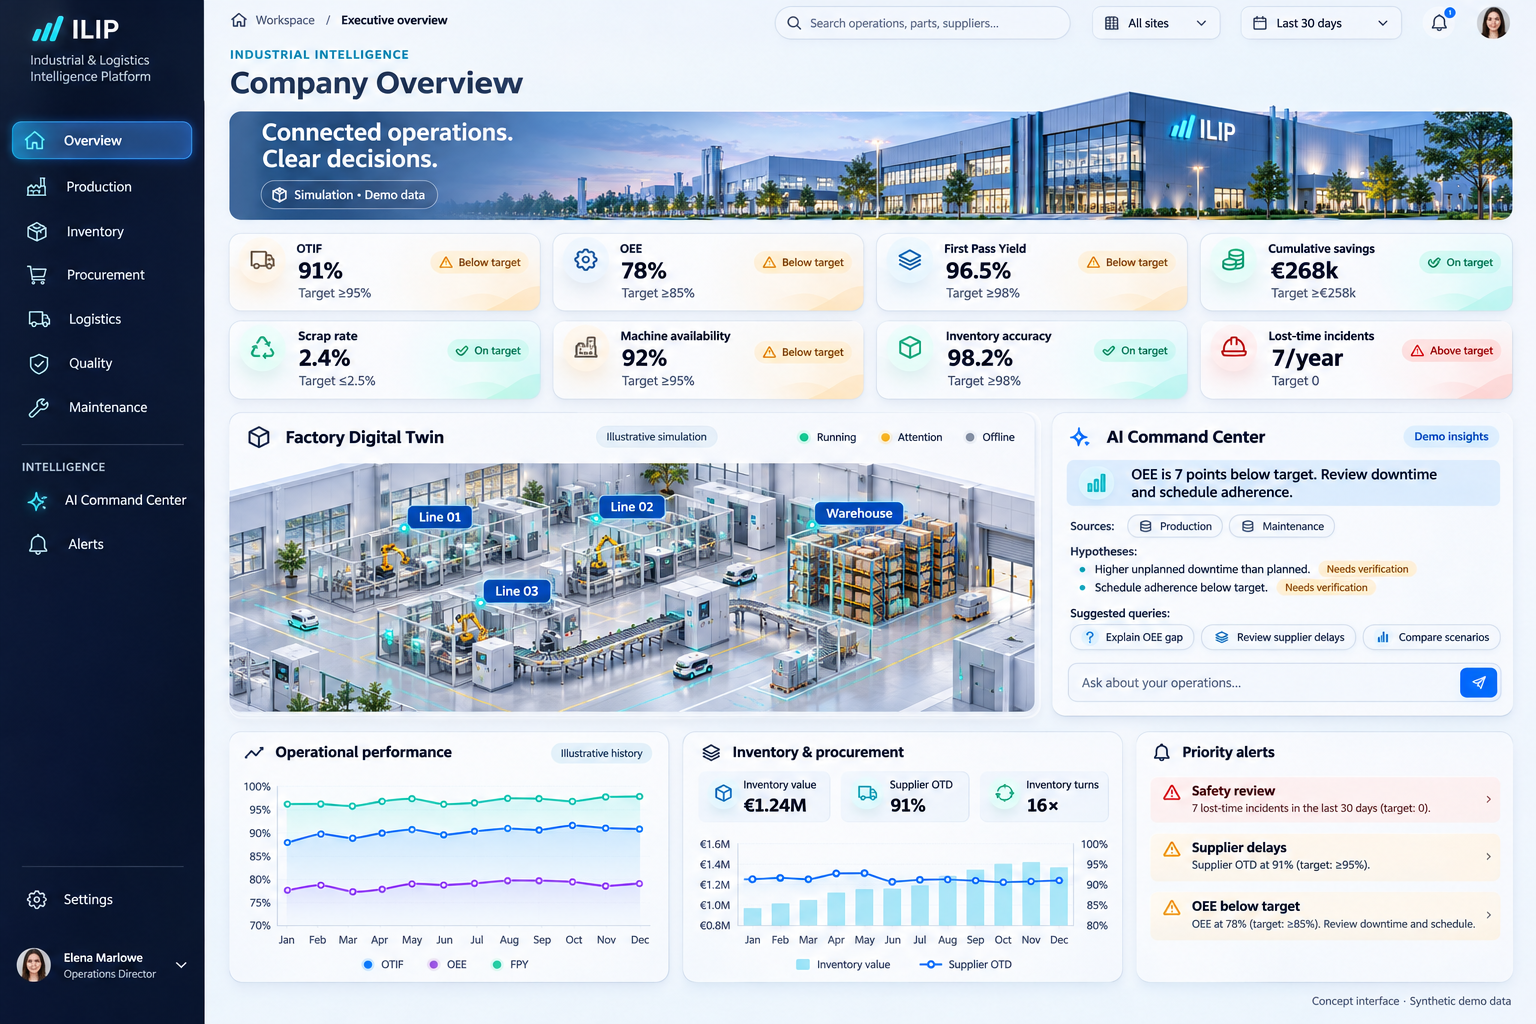 ILIP
Industrial & Logistics
Intelligence Platform
Overview
Production
Inventory
Procurement
Logistics
Quality
Maintenance
INTELLIGENCE
AI Command Center
Alerts
Settings
Elena Marlowe
Operations Director
Workspace / Executive overview
Search operations, parts, suppliers...
All sites
Last 30 days
1
INDUSTRIAL INTELLIGENCE
Company Overview
Connected operations.
Clear decisions.
Simulation • Demo data
ILIP
OTIF
91%
Target ≥95%
Below target
OEE
78%
Target ≥85%
Below target
First Pass Yield
96.5%
Target ≥98%
Below target
Cumulative savings
€268k
Target ≥€258k
On target
Scrap rate
2.4%
Target ≤2.5%
On target
Machine availability
92%
Target ≥95%
Below target
Inventory accuracy
98.2%
Target ≥98%
On target
Lost-time incidents
7/year
Target 0
Above target
Factory Digital Twin
Illustrative simulation
Running
Attention
Offline
Line 01
Line 02
Warehouse
Line 03
AI Command Center
Demo insights
OEE is 7 points below target. Review downtime
and schedule adherence.
Sources:
Production
Maintenance
Hypotheses:
• Higher unplanned downtime than planned. Needs verification
• Schedule adherence below target. Needs verification
Suggested queries:
? Explain OEE gap
Review supplier delays
Compare scenarios
Ask about your operations...
Operational performance
Illustrative history
100%
95%
90%
85%
80%
75%
70%
Jan Feb Mar Apr May Jun Jul Aug Sep Oct Nov Dec
OTIF OEE FPY
Inventory & procurement
Inventory value
€1.24M
Supplier OTD
91%
Inventory turns
16×
€1.6M
€1.4M
€1.2M
€1.0M
€0.8M
100%
95%
90%
85%
80%
Jan Feb Mar Apr May Jun Jul Aug Sep Oct Nov Dec
Inventory value Supplier OTD
Priority alerts
Safety review
7 lost-time incidents in the last 30 days (target: 0).
Supplier delays
Supplier OTD at 91% (target: ≥95%).
OEE below target
OEE at 78% (target: ≥85%). Review downtime and schedule.
Concept interface · Synthetic demo data